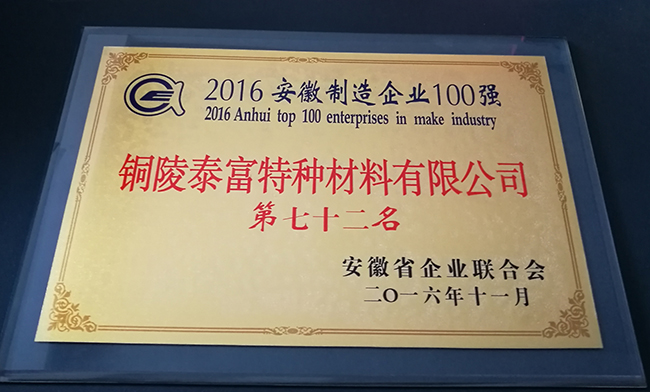 2016 安徽制造企业100强
2016 Anhui top 100 enterprises in make industry
铜陵泰富特种材料有限公司
第七十二名
安徽省企业联合会
二〇一六年十一月